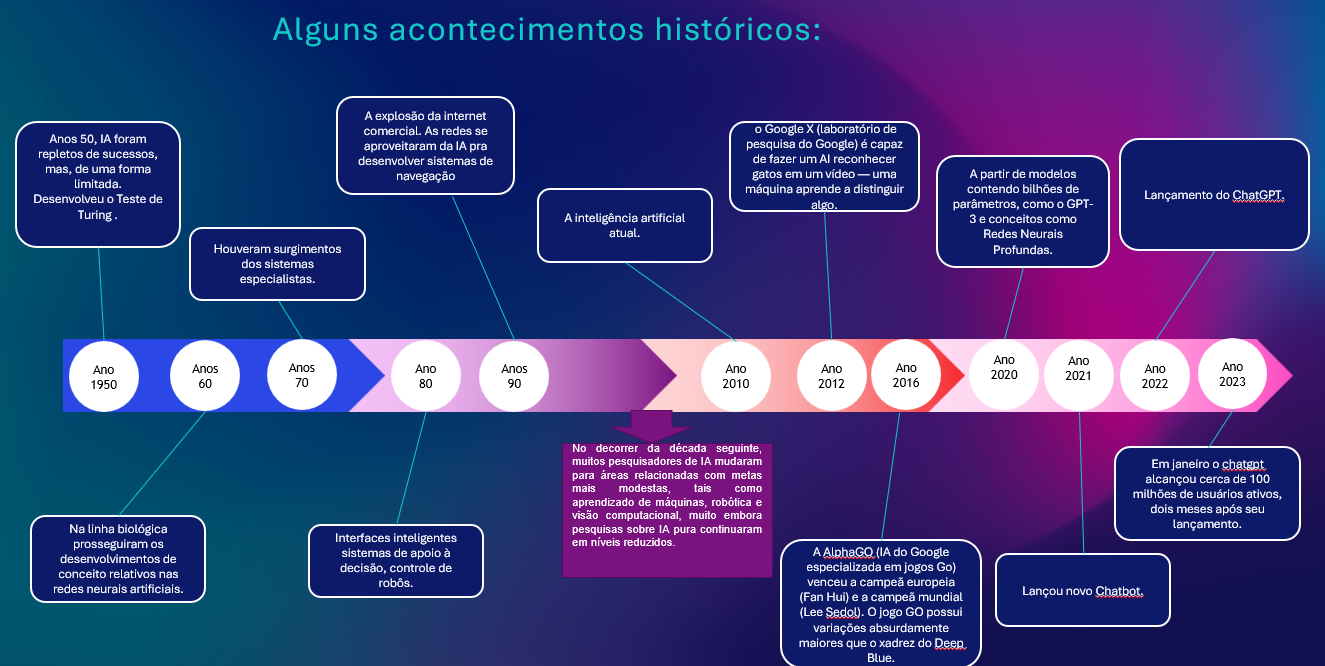 Alguns acontecimentos históricos:
Anos 50, IA foram
repletos de sucessos,
mas, de uma forma
limitada.
Desenvolveu o Teste de
Turing .
Houveram surgimentos
dos sistemas
especialistas.
A explosão da internet
comercial. As redes se
aproveitaram da IA pra
desenvolver sistemas de
navegação
A inteligência artificial
atual.
o Google X (laboratório de
pesquisa do Google) é capaz
de fazer um AI reconhecer
gatos em um vídeo — uma
máquina aprende a distinguir
algo.
A partir de modelos
contendo bilhões de
parâmetros, como o GPT-
3 e conceitos como
Redes Neurais
Profundas.
Lançamento do ChatGPT.
Ano
1950
Anos
60
Anos
70
Ano
80
Anos
90
Ano
2010
Ano
2012
Ano
2016
Ano
2020
Ano
2021
Ano
2022
Ano
2023
Na linha biológica
prosseguiram os
desenvolvimentos de
conceito relativos nas
redes neurais artificiais.
Interfaces inteligentes
sistemas de apoio à
decisão, controle de
robôs.
No decorrer da década seguinte,
muitos pesquisadores de IA mudaram
para áreas relacionadas com metas
mais modestas, tais como
aprendizado de máquinas, robótica e
visão computacional, muito embora
pesquisas sobre IA pura continuaram
em níveis reduzidos.
A AlphaGO (IA do Google
especializada em jogos Go)
venceu a campeã europeia
(Fan Hui) e a campeã mundial
(Lee Sedol). O jogo GO possui
variações absurdamente
maiores que o xadrez do Deep
Blue.
Lançou novo Chatbot.
Em janeiro o chatgpt
alcançou cerca de 100
milhões de usuários ativos,
dois meses após seu
lançamento.